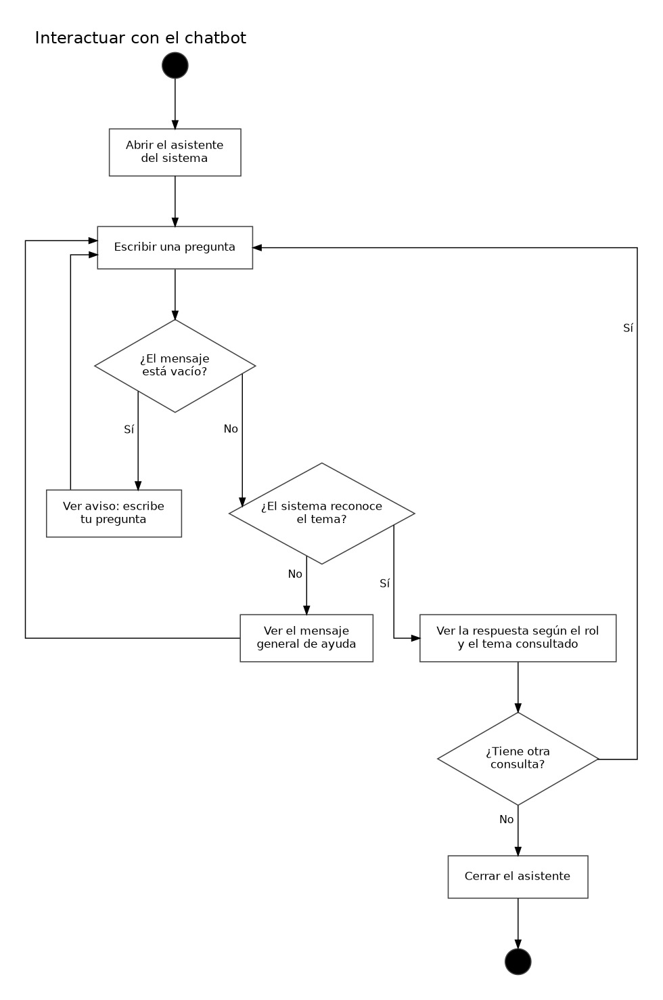 Interactuar con el chatbot
Abrir el asistente
del sistema
Escribir una pregunta
¿El mensaje
está vacío?
Sí
No
Sí
Ver aviso: escribe
tu pregunta
¿El sistema reconoce
el tema?
No
Sí
Ver el mensaje
general de ayuda
Ver la respuesta según el rol
y el tema consultado
¿Tiene otra
consulta?
No
Cerrar el asistente